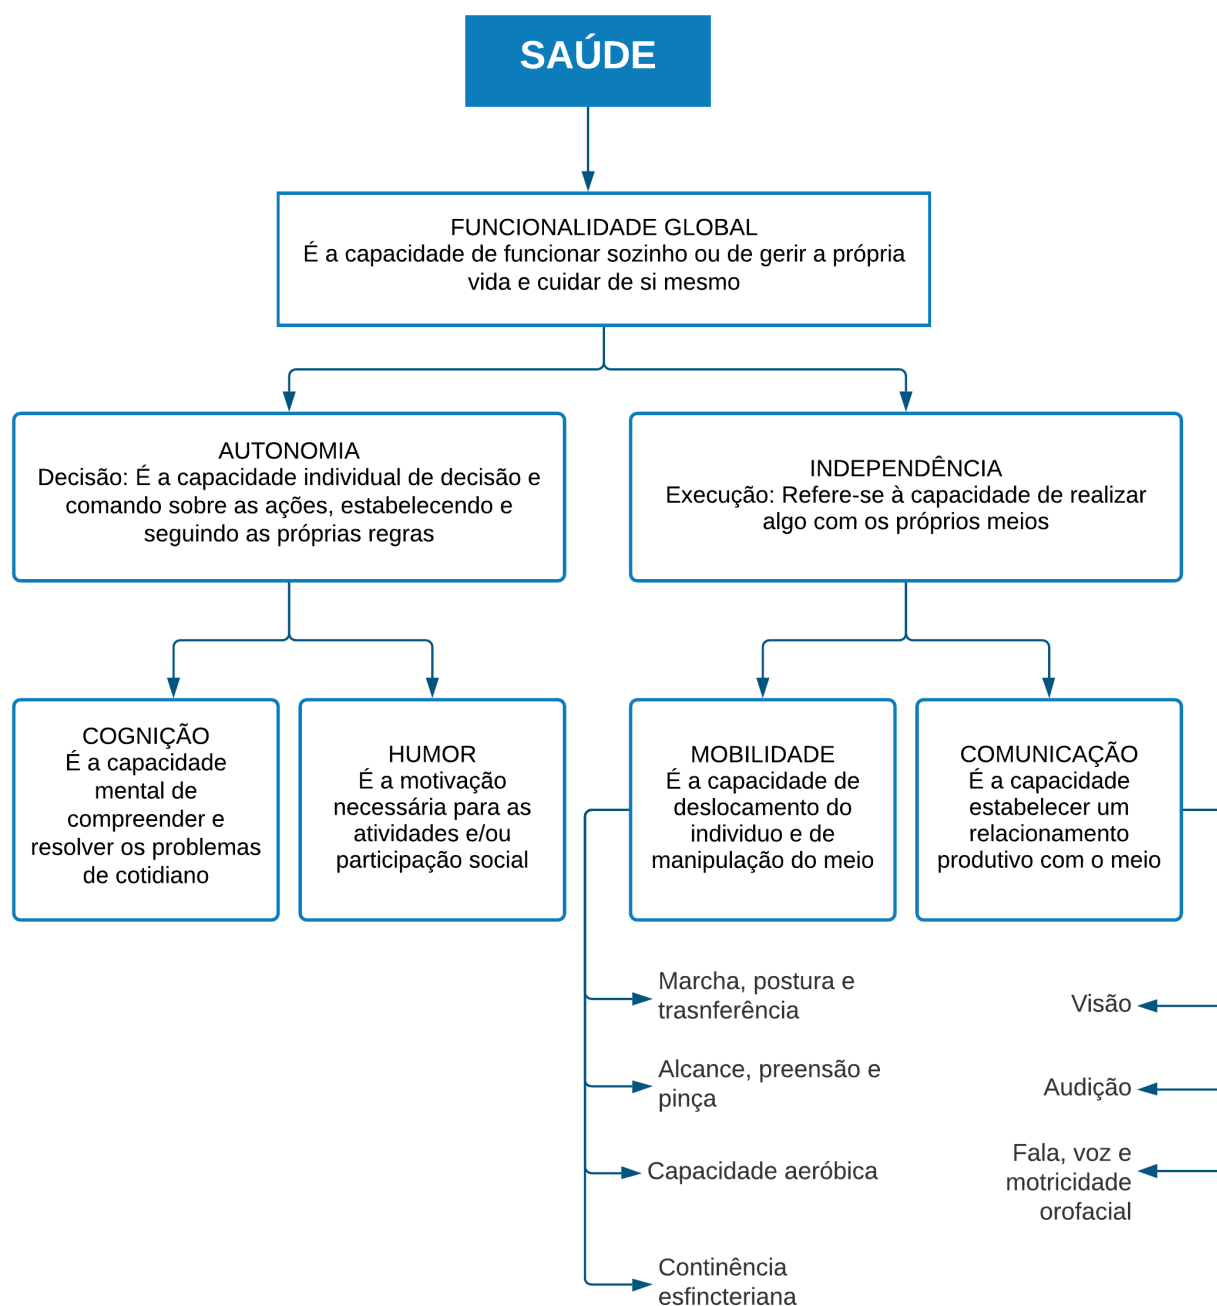 SAÚDE
FUNCIONALIDADE GLOBAL
É a capacidade de funcionar sozinho ou de gerir a própria
vida e cuidar de si mesmo
AUTONOMIA
Decisão: É a capacidade individual de decisão e
comando sobre as ações, estabelecendo e
seguindo as próprias regras
INDEPENDÊNCIA
Execução: Refere-se à capacidade de realizar
algo com os próprios meios
COGNIÇÃO
É a capacidade
mental de
compreender e
resolver os problemas
de cotidiano
HUMOR
É a motivação
necessária para as
atividades e/ou
participação social
MOBILIDADE
É a capacidade de
deslocamento do
individuo e de
manipulação do meio
COMUNICAÇÃO
É a capacidade
estabelecer um
relacionamento
produtivo com o meio
Marcha, postura e
trasnferência
Alcance, preensão e
pinça
Capacidade aeróbica
Continência
esfincteriana
Visão
Audição
Fala, voz e
motricidade
orofacial